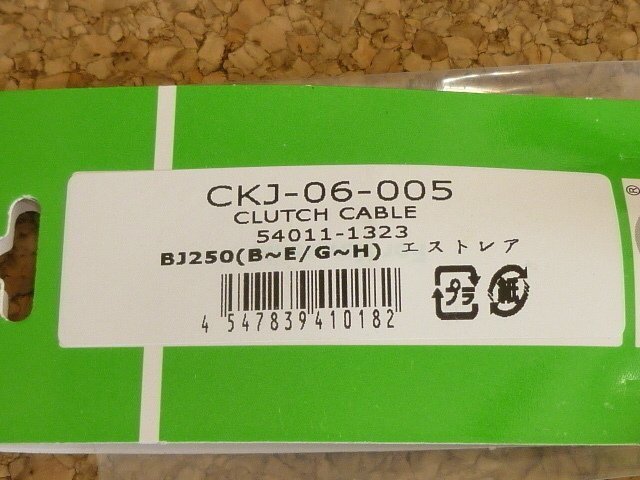 CKJ-06-005
CLUTCH CABLE
54011-1323
BJ250(B~E/G~H) エストレア
プラ 紙
4 547839 410182
®